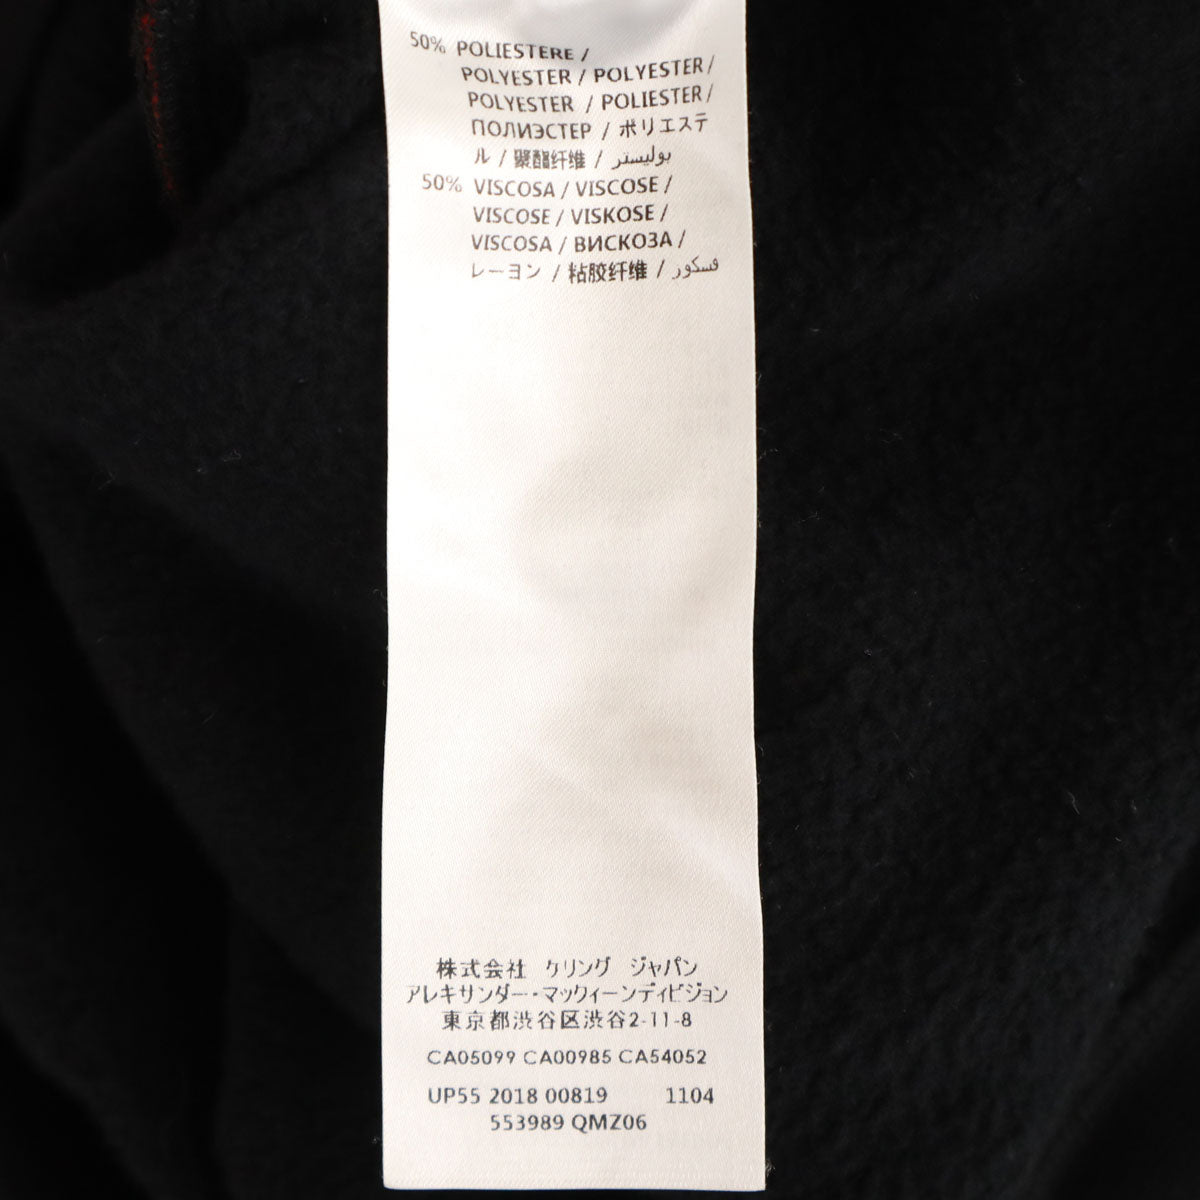 50% POLIESTERE /
POLYESTER / POLYESTER /
POLYESTER / POLIESTER /
ПОЛИЭСТЕР / ポリエステ
ル / 聚酯纤维 / بوليستر
50% VISCOSA / VISCOSE /
VISCOSE / VISKOSE /
VISCOSA / ВИСКОЗА /
レーヨン / 粘胶纤维 / فسكور
株式会社 ケリング ジャパン
アレキサンダー・マックィーンディビジョン
東京都渋谷区渋谷2-11-8
CA05099 CA00985 CA54052
UP55 2018 00819 1104
553989 QMZ06